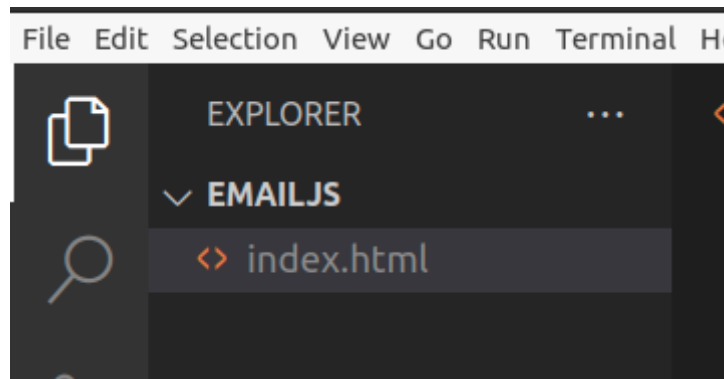 File Edit Selection View Go Run Terminal
EXPLORER ...
EMAILJS
<> index.html